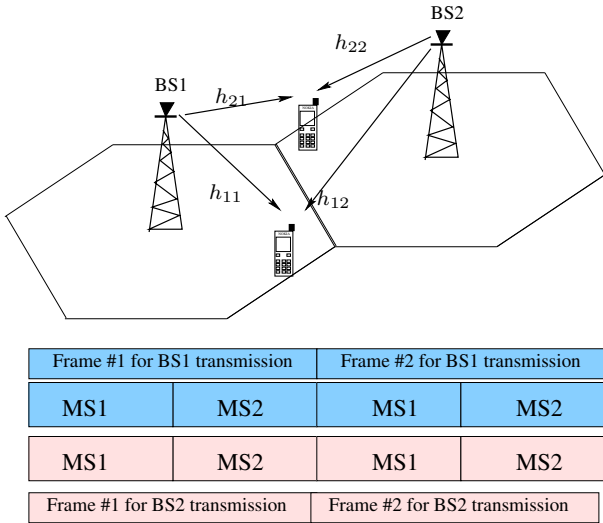 BS2
h22
BS1
h21
h11
h12
Frame #1 for BS1 transmission Frame #2 for BS1 transmission
MS1 MS2 MS1 MS2
MS1 MS2 MS1 MS2
Frame #1 for BS2 transmission Frame #2 for BS2 transmission